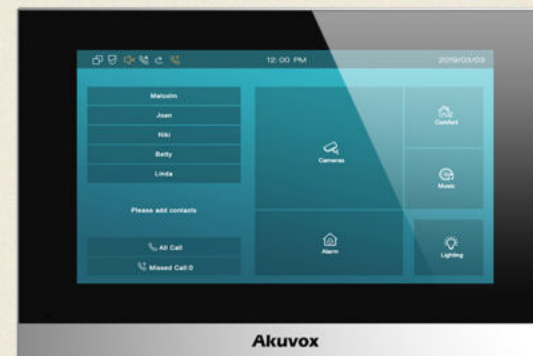 12:00 PM
2019/03/03
Malcolm
Joan
Niki
Betty
Linda
Please add contacts
All Call
Missed Call:0
Cameras
Alarm
Comfort
Music
Lighting
Akuvox